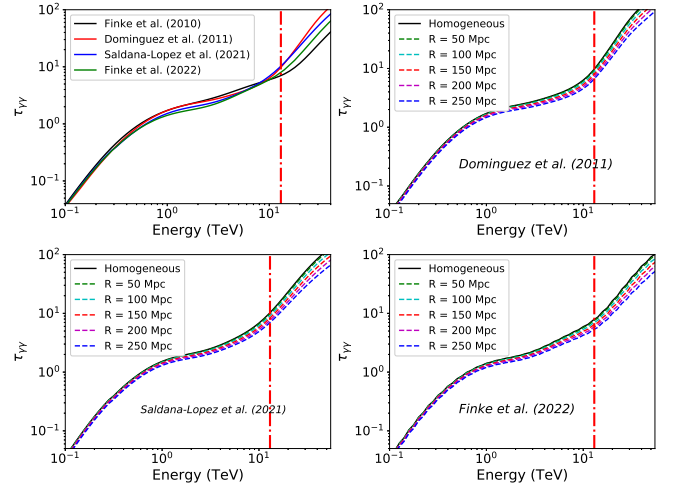 Finke et al. (2010)
Dominguez et al. (2011)
Saldana-Lopez et al. (2021)
Finke et al. (2022)
10²
10¹
10⁰
10⁻¹
τγγ
10⁻¹
10⁰
10¹
Energy (TeV)
Homogeneous
R = 50 Mpc
R = 100 Mpc
R = 150 Mpc
R = 200 Mpc
R = 250 Mpc
Dominguez et al. (2011)
10²
10¹
10⁰
10⁻¹
τγγ
10⁻¹
10⁰
10¹
Energy (TeV)
Homogeneous
R = 50 Mpc
R = 100 Mpc
R = 150 Mpc
R = 200 Mpc
R = 250 Mpc
Saldana-Lopez et al. (2021)
10²
10¹
10⁰
10⁻¹
τγγ
10⁻¹
10⁰
10¹
Energy (TeV)
Homogeneous
R = 50 Mpc
R = 100 Mpc
R = 150 Mpc
R = 200 Mpc
R = 250 Mpc
Finke et al. (2022)
10²
10¹
10⁰
10⁻¹
τγγ
10⁻¹
10⁰
10¹
Energy (TeV)